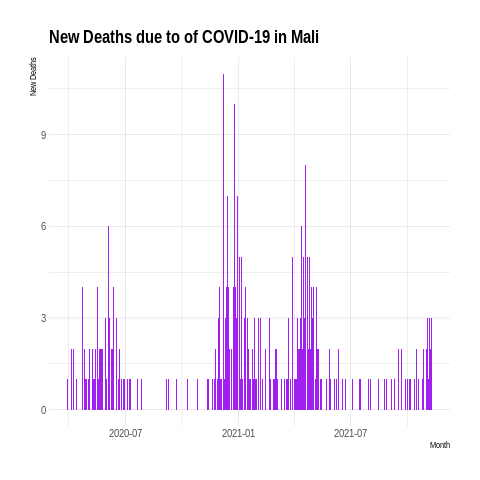 New Deaths due to of COVID-19 in Mali
New Deaths
9
6
3
0
2020-07 2021-01 2021-07
Month